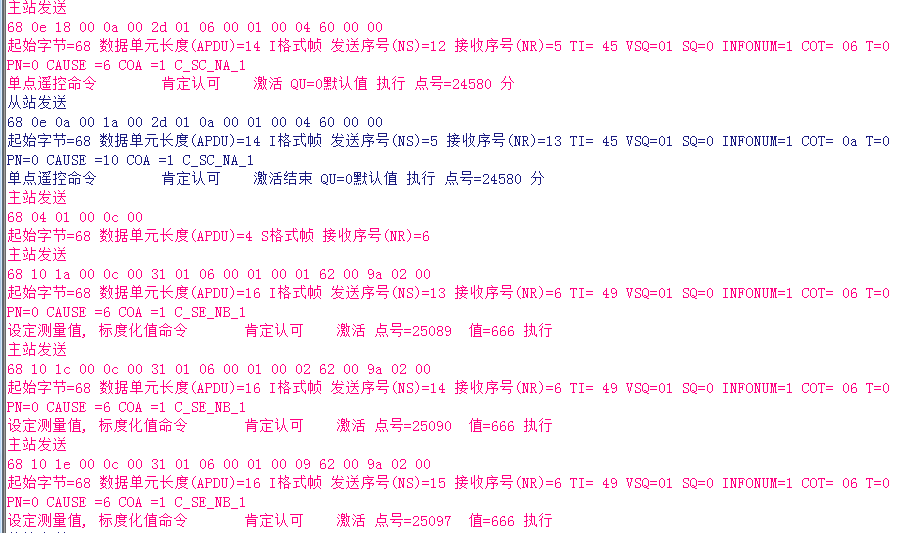 主站发送
68 0e 18 00 0a 00 2d 01 06 00 01 00 04 60 00 00
起始字节=68 数据单元长度(APDU)=14 I格式帧 发送序号(NS)=12 接收序号(NR)=5 TI= 45 VSQ=01 SQ=0 INFONUM=1 COT= 06 T=0
PN=0 CAUSE =6 COA =1 C_SC_NA_1
单点遥控命令 肯定认可 激活 QU=0默认值 执行 点号=24580 分
从站发送
68 0e 0a 00 1a 00 2d 01 0a 00 01 00 04 60 00 00
起始字节=68 数据单元长度(APDU)=14 I格式帧 发送序号(NS)=5 接收序号(NR)=13 TI= 45 VSQ=01 SQ=0 INFONUM=1 COT= 0a T=0
PN=0 CAUSE =10 COA =1 C_SC_NA_1
单点遥控命令 肯定认可 激活结束 QU=0默认值 执行 点号=24580 分
主站发送
68 04 01 00 0c 00
起始字节=68 数据单元长度(APDU)=4 S格式帧 接收序号(NR)=6
主站发送
68 10 1a 00 0c 00 31 01 06 00 01 00 01 62 00 9a 02 00
起始字节=68 数据单元长度(APDU)=16 I格式帧 发送序号(NS)=13 接收序号(NR)=6 TI= 49 VSQ=01 SQ=0 INFONUM=1 COT= 06 T=0
PN=0 CAUSE =6 COA =1 C_SE_NB_1
设定测量值, 标度化值命令 肯定认可 激活 点号=25089 值=666 执行
主站发送
68 10 1c 00 0c 00 31 01 06 00 01 00 02 62 00 9a 02 00
起始字节=68 数据单元长度(APDU)=16 I格式帧 发送序号(NS)=14 接收序号(NR)=6 TI= 49 VSQ=01 SQ=0 INFONUM=1 COT= 06 T=0
PN=0 CAUSE =6 COA =1 C_SE_NB_1
设定测量值, 标度化值命令 肯定认可 激活 点号=25090 值=666 执行
主站发送
68 10 1e 00 0c 00 31 01 06 00 01 00 09 62 00 9a 02 00
起始字节=68 数据单元长度(APDU)=16 I格式帧 发送序号(NS)=15 接收序号(NR)=6 TI= 49 VSQ=01 SQ=0 INFONUM=1 COT= 06 T=0
PN=0 CAUSE =6 COA =1 C_SE_NB_1
设定测量值, 标度化值命令 肯定认可 激活 点号=25097 值=666 执行